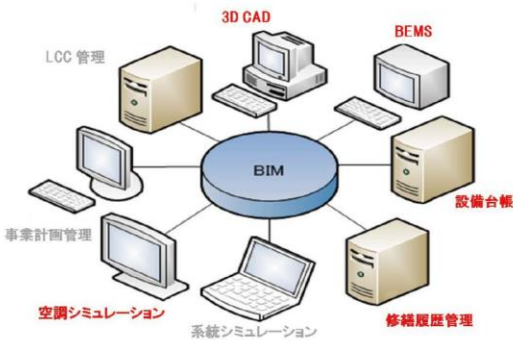 3D CAD
BEMS
LCC 管理
BIM
設備台帳
事業計画管理
空調シミュレーション
系統シミュレーション
修繕履歴管理